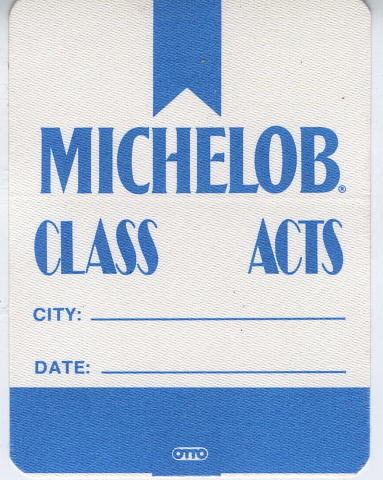 MICHELOB®
CLASS ACTS
CITY:
DATE:
OTTO